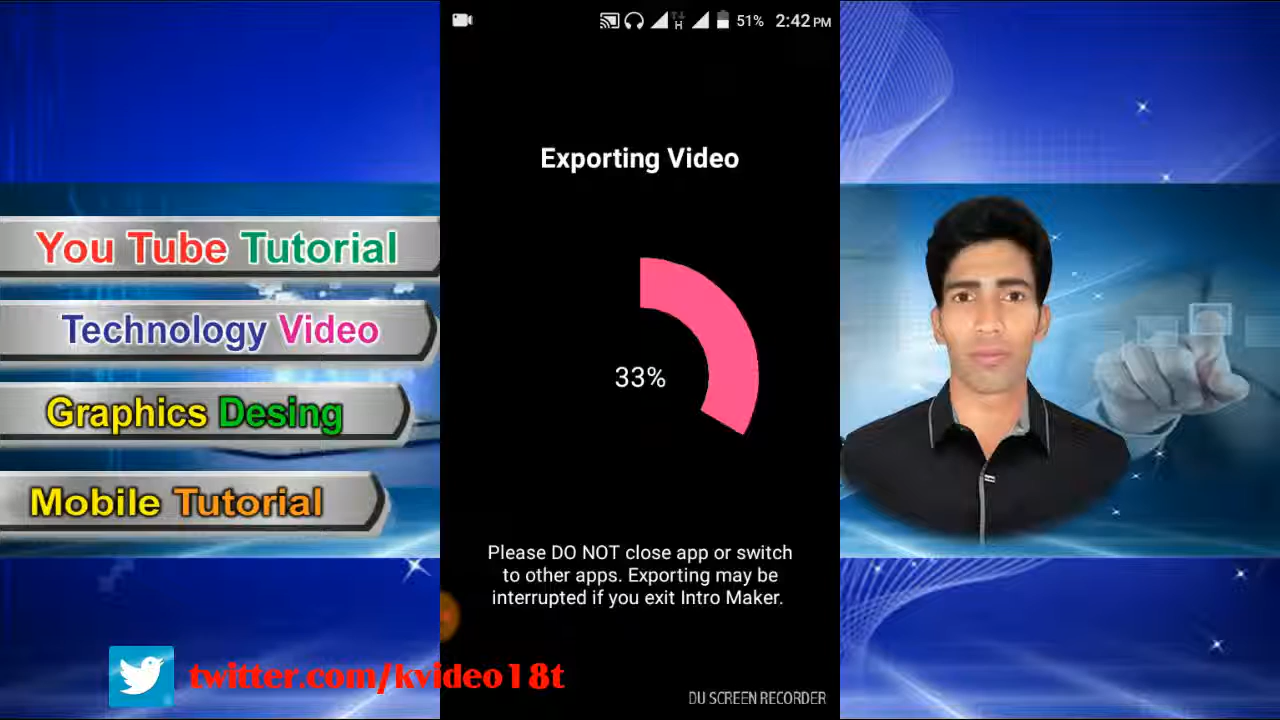 H 51% 2:42 PM
Exporting Video
You Tube Tutorial
Technology Video
33%
Graphics Desing
Mobile Tutorial
Please DO NOT close app or switch
to other apps. Exporting may be
interrupted if you exit Intro Maker.
twitter.com/kvideo18t
DU SCREEN RECORDER